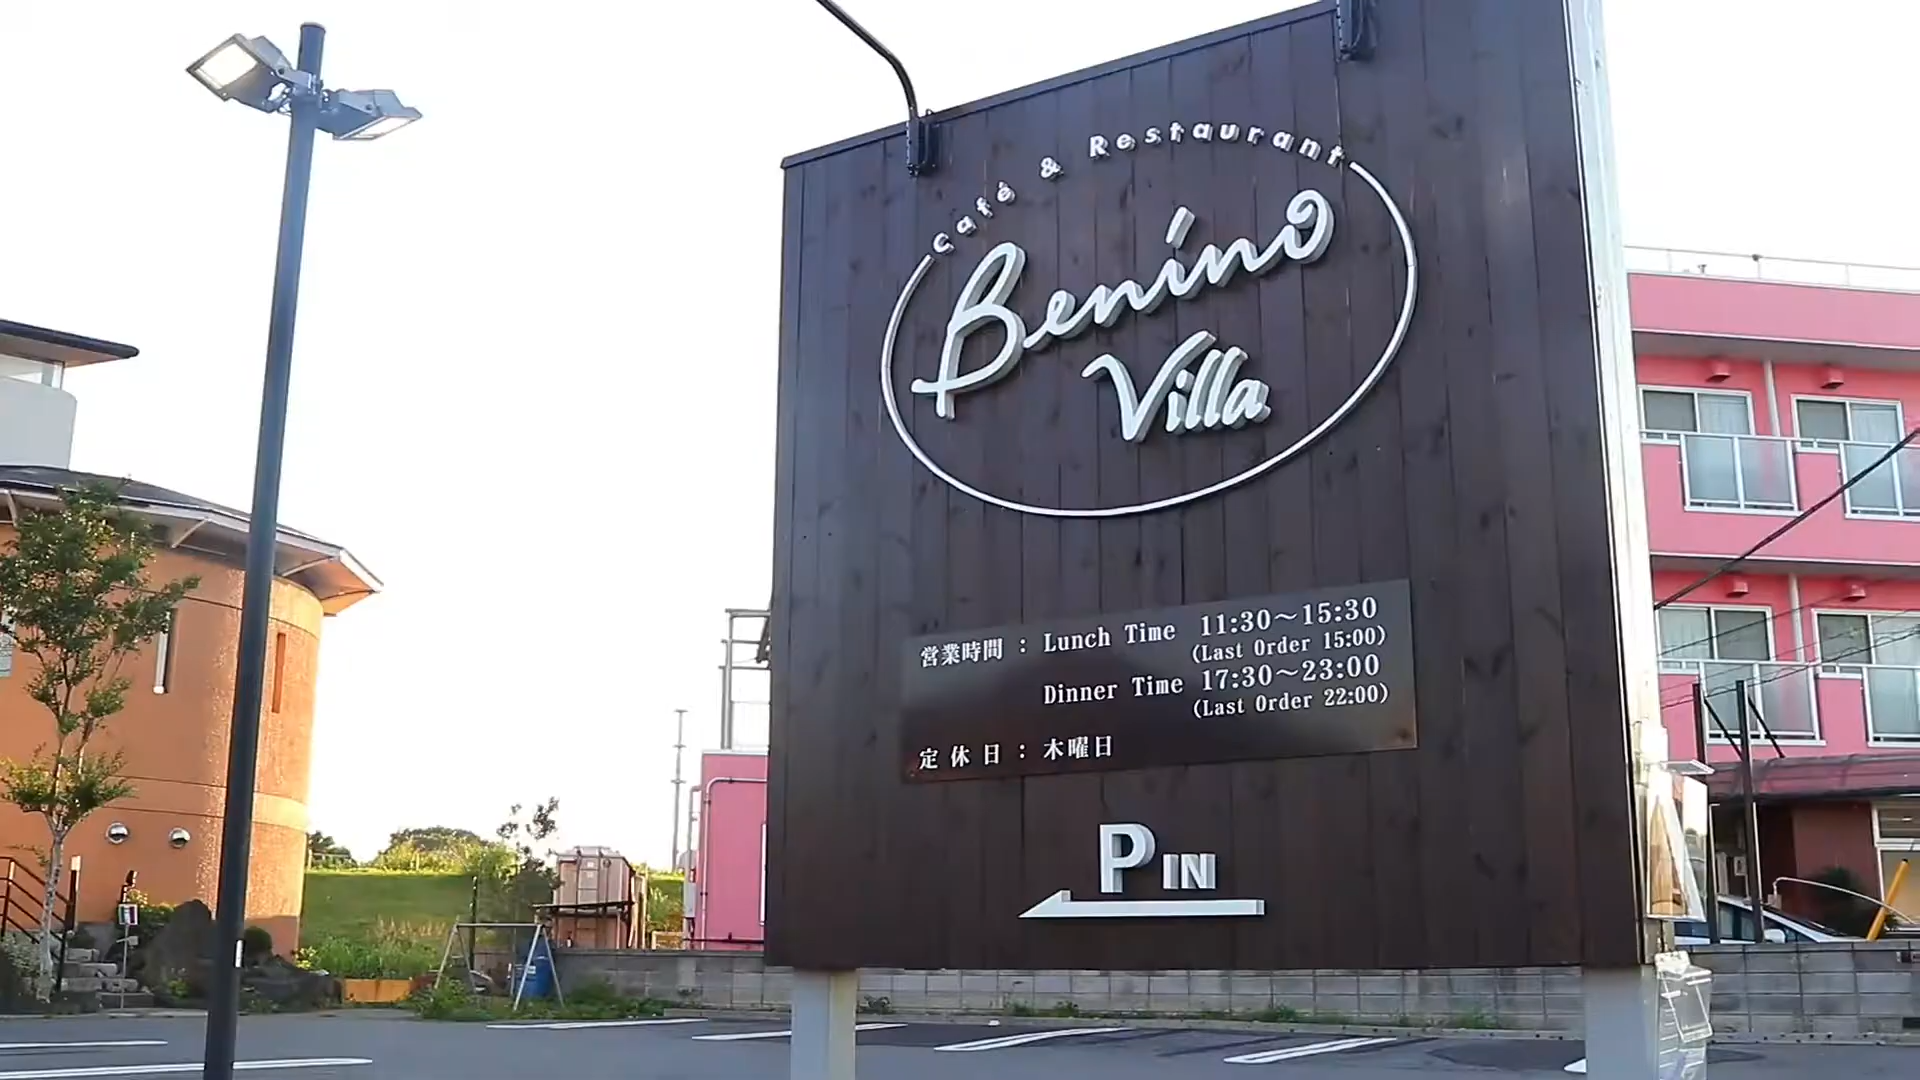 Café & Restaurant
Benino
Villa
営業時間 : Lunch Time 11:30～15:30
(Last Order 15:00)
Dinner Time 17:30～23:00
(Last Order 22:00)
定休日 : 木曜日
P IN